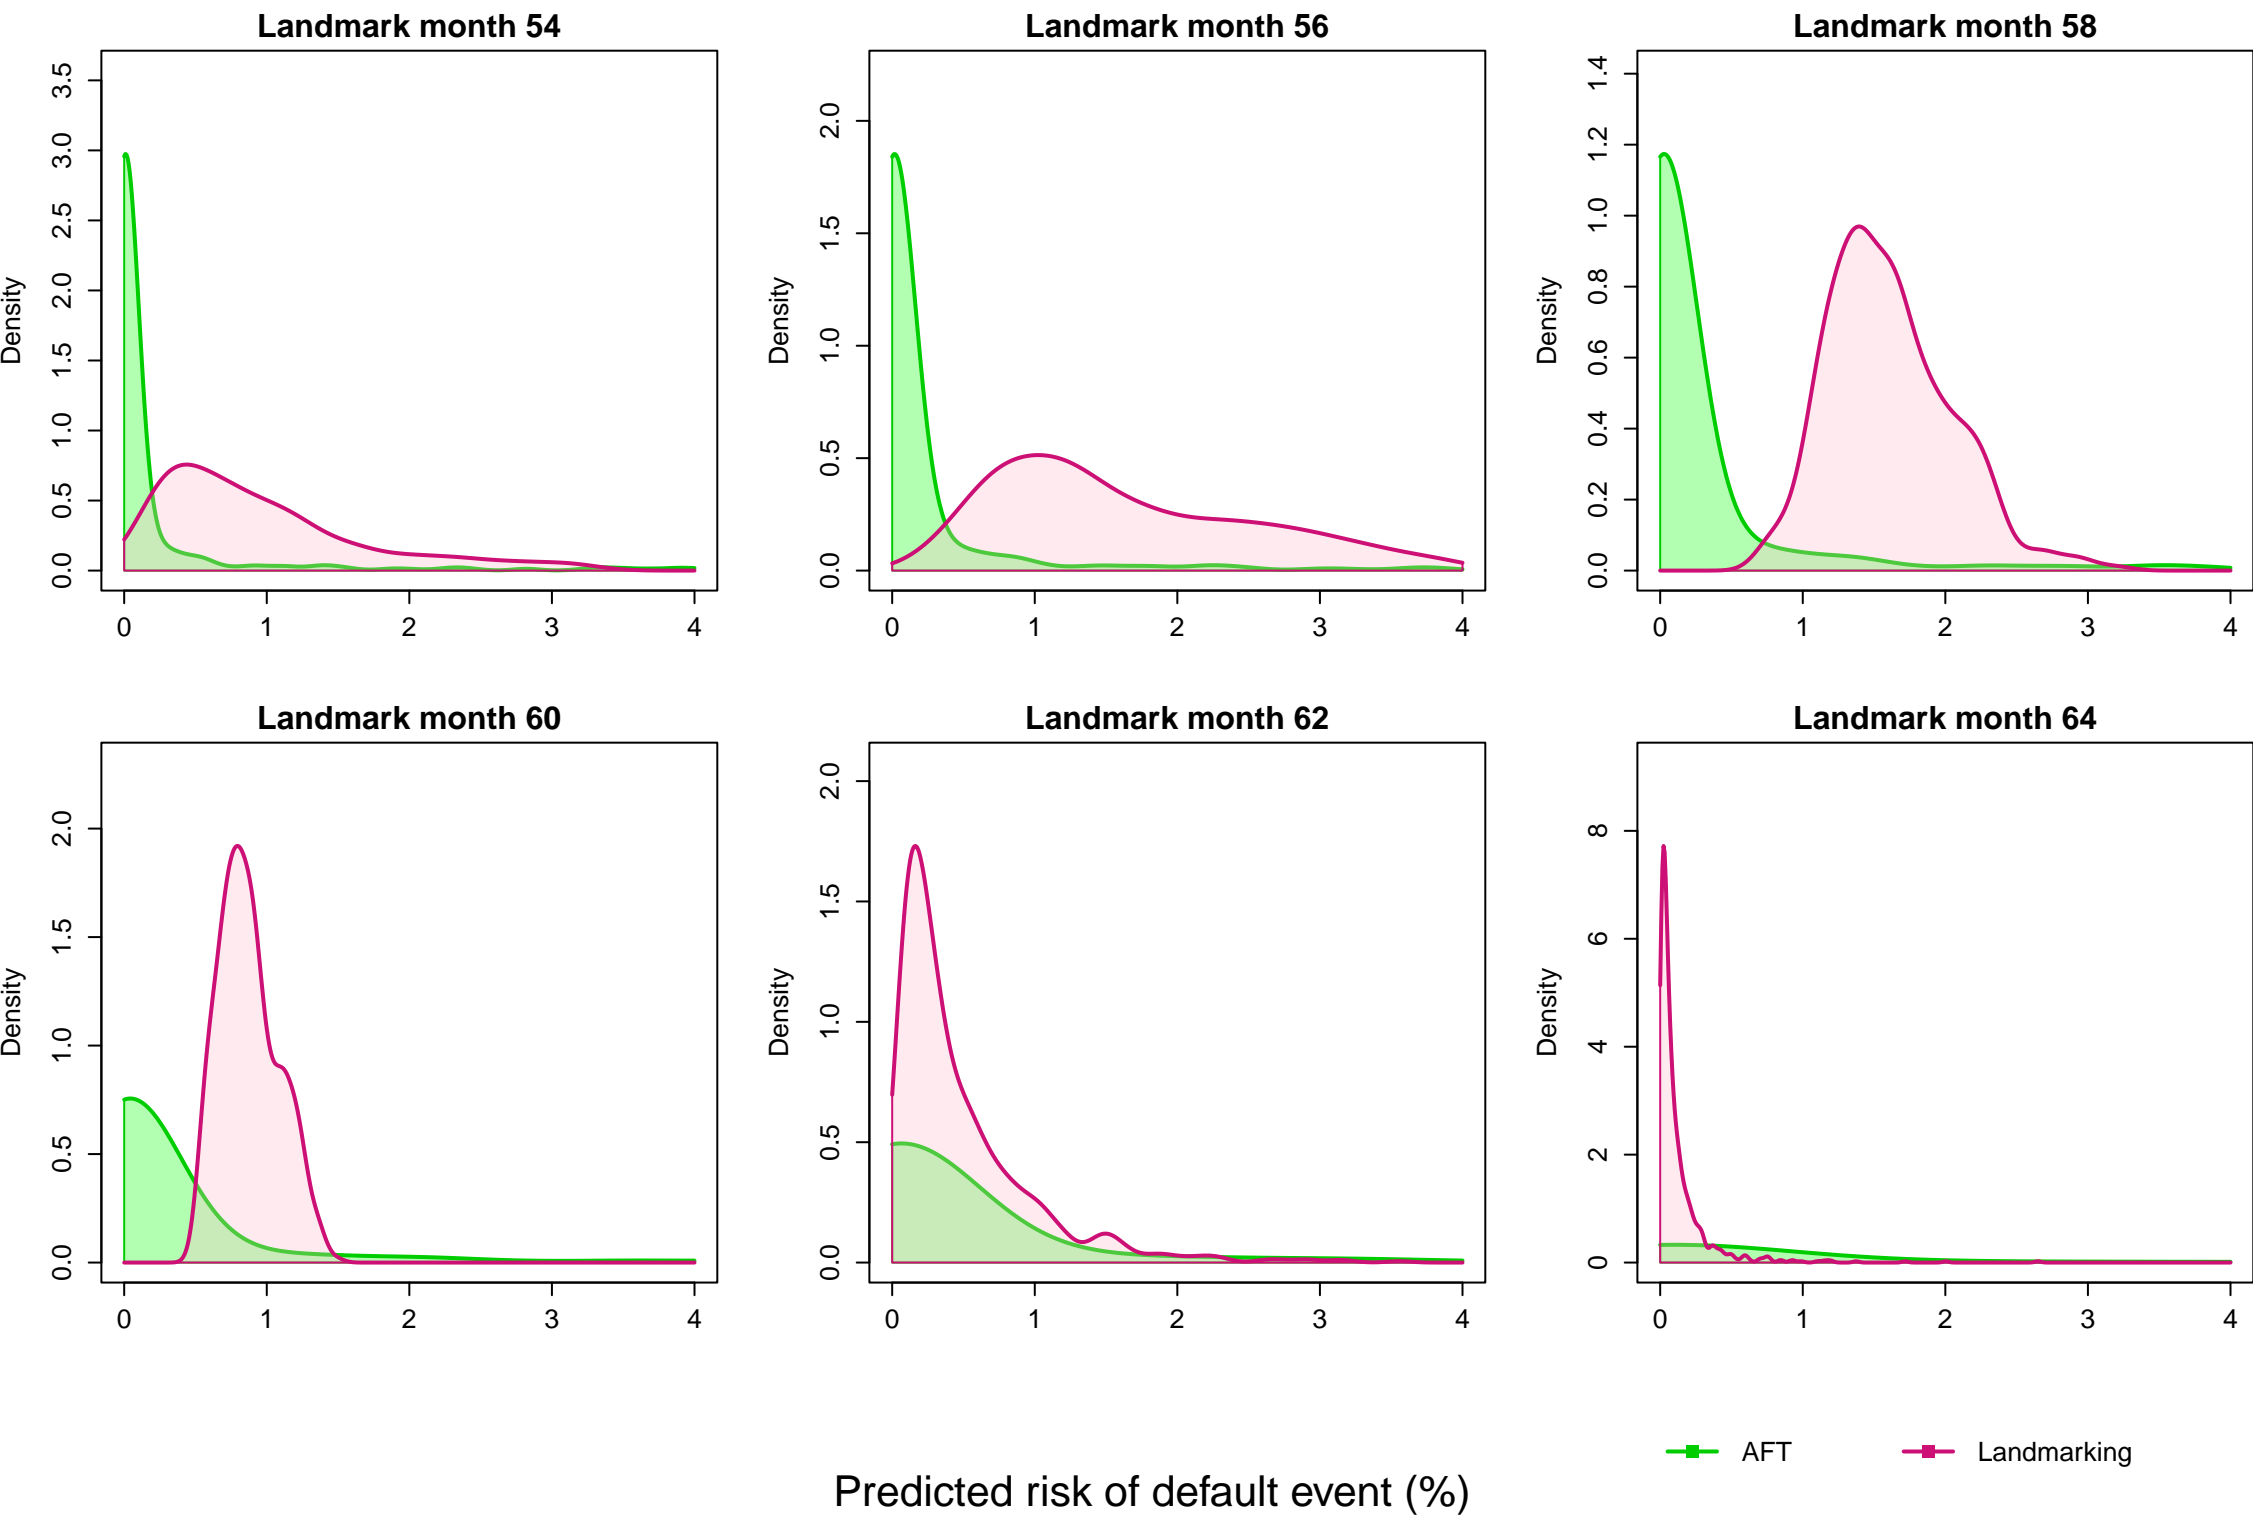 Landmark month 54
Landmark month 56
Landmark month 58
Density
0.0 0.5 1.0 1.5 2.0 2.5 3.0 3.5
0 1 2 3 4
Density
0.0 0.5 1.0 1.5 2.0
0 1 2 3 4
Density
0.0 0.2 0.4 0.6 0.8 1.0 1.2 1.4
0 1 2 3 4
Landmark month 60
Landmark month 62
Landmark month 64
Density
0.0 0.5 1.0 1.5 2.0
0 1 2 3 4
Density
0.0 0.5 1.0 1.5 2.0
0 1 2 3 4
Density
0 2 4 6 8
0 1 2 3 4
AFT
Landmarking
Predicted risk of default event (%)